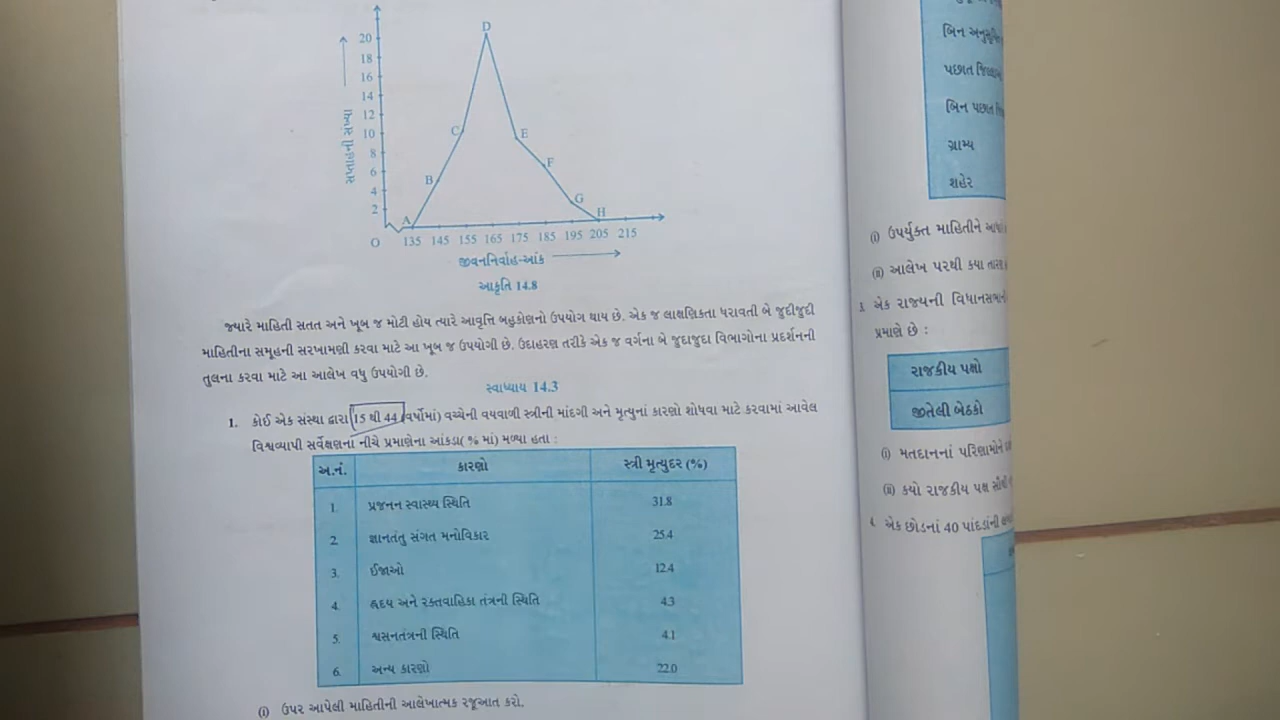 D
20
18
16
14
12
10
8
6
4
2
સપ્તાહની સંખ્યા
A
B
C
E
F
G
H
O 135 145 155 165 175 185 195 205 215
જીવનનિર્વાહ-આંક
આકૃતિ 14.8
જ્યારે માહિતી સતત અને ખૂબ જ મોટી હોય ત્યારે આવૃત્તિ બહુકોણનો ઉપયોગ થાય છે. એક જ લાક્ષણિકતા ધરાવતી બે જુદીજુદી
માહિતીના સમૂહની સરખામણી કરવા માટે આ ખૂબ જ ઉપયોગી છે. ઉદાહરણ તરીકે એક જ વર્ગના બે જુદાજુદા વિભાગોના પ્રદર્શનની
તુલના કરવા માટે આ આલેખ વધુ ઉપયોગી છે.
સ્વાધ્યાય 14.3
1. કોઈ એક સંસ્થા દ્વારા 15 થી 44 (વર્ષોમાં) વચ્ચેની વયવાળી સ્ત્રીની માંદગી અને મૃત્યુનાં કારણો શોધવા માટે કરવામાં આવેલ
વિશ્વવ્યાપી સર્વેક્ષણનાં નીચે પ્રમાણેના આંકડા( % માં) મળ્યા હતા :
અ.નં. કારણો સ્ત્રી મૃત્યુદર (%)
1. પ્રજનન સ્વાસ્થ્ય સ્થિતિ 31.8
2. જ્ઞાનતંતુ સંગત મનોવિકાર 25.4
3. ઈજાઓ 12.4
4. હૃદય અને રક્તવાહિકા તંત્રની સ્થિતિ 4.3
5. શ્વસનતંત્રની સ્થિતિ 4.1
6. અન્ય કારણો 22.0
(i) ઉપર આપેલી માહિતીની આલેખાત્મક રજૂઆત કરો.
બિન
પછાત
બિન પછાત
ગ્રામ્ય
શહેર
(i) ઉપર્યુક્ત માહિતીને
(ii) આલેખ પરથી કયા
3. એક રાજ્યની
પ્રમાણે છે :
રાજકીય પક્ષો
જીતેલી બેઠકો
(i) મતદાનનાં પરિણામોને
(ii) ક્યો રાજકીય પક્ષ
4. એક છોડનાં 40 પાંદડાંની